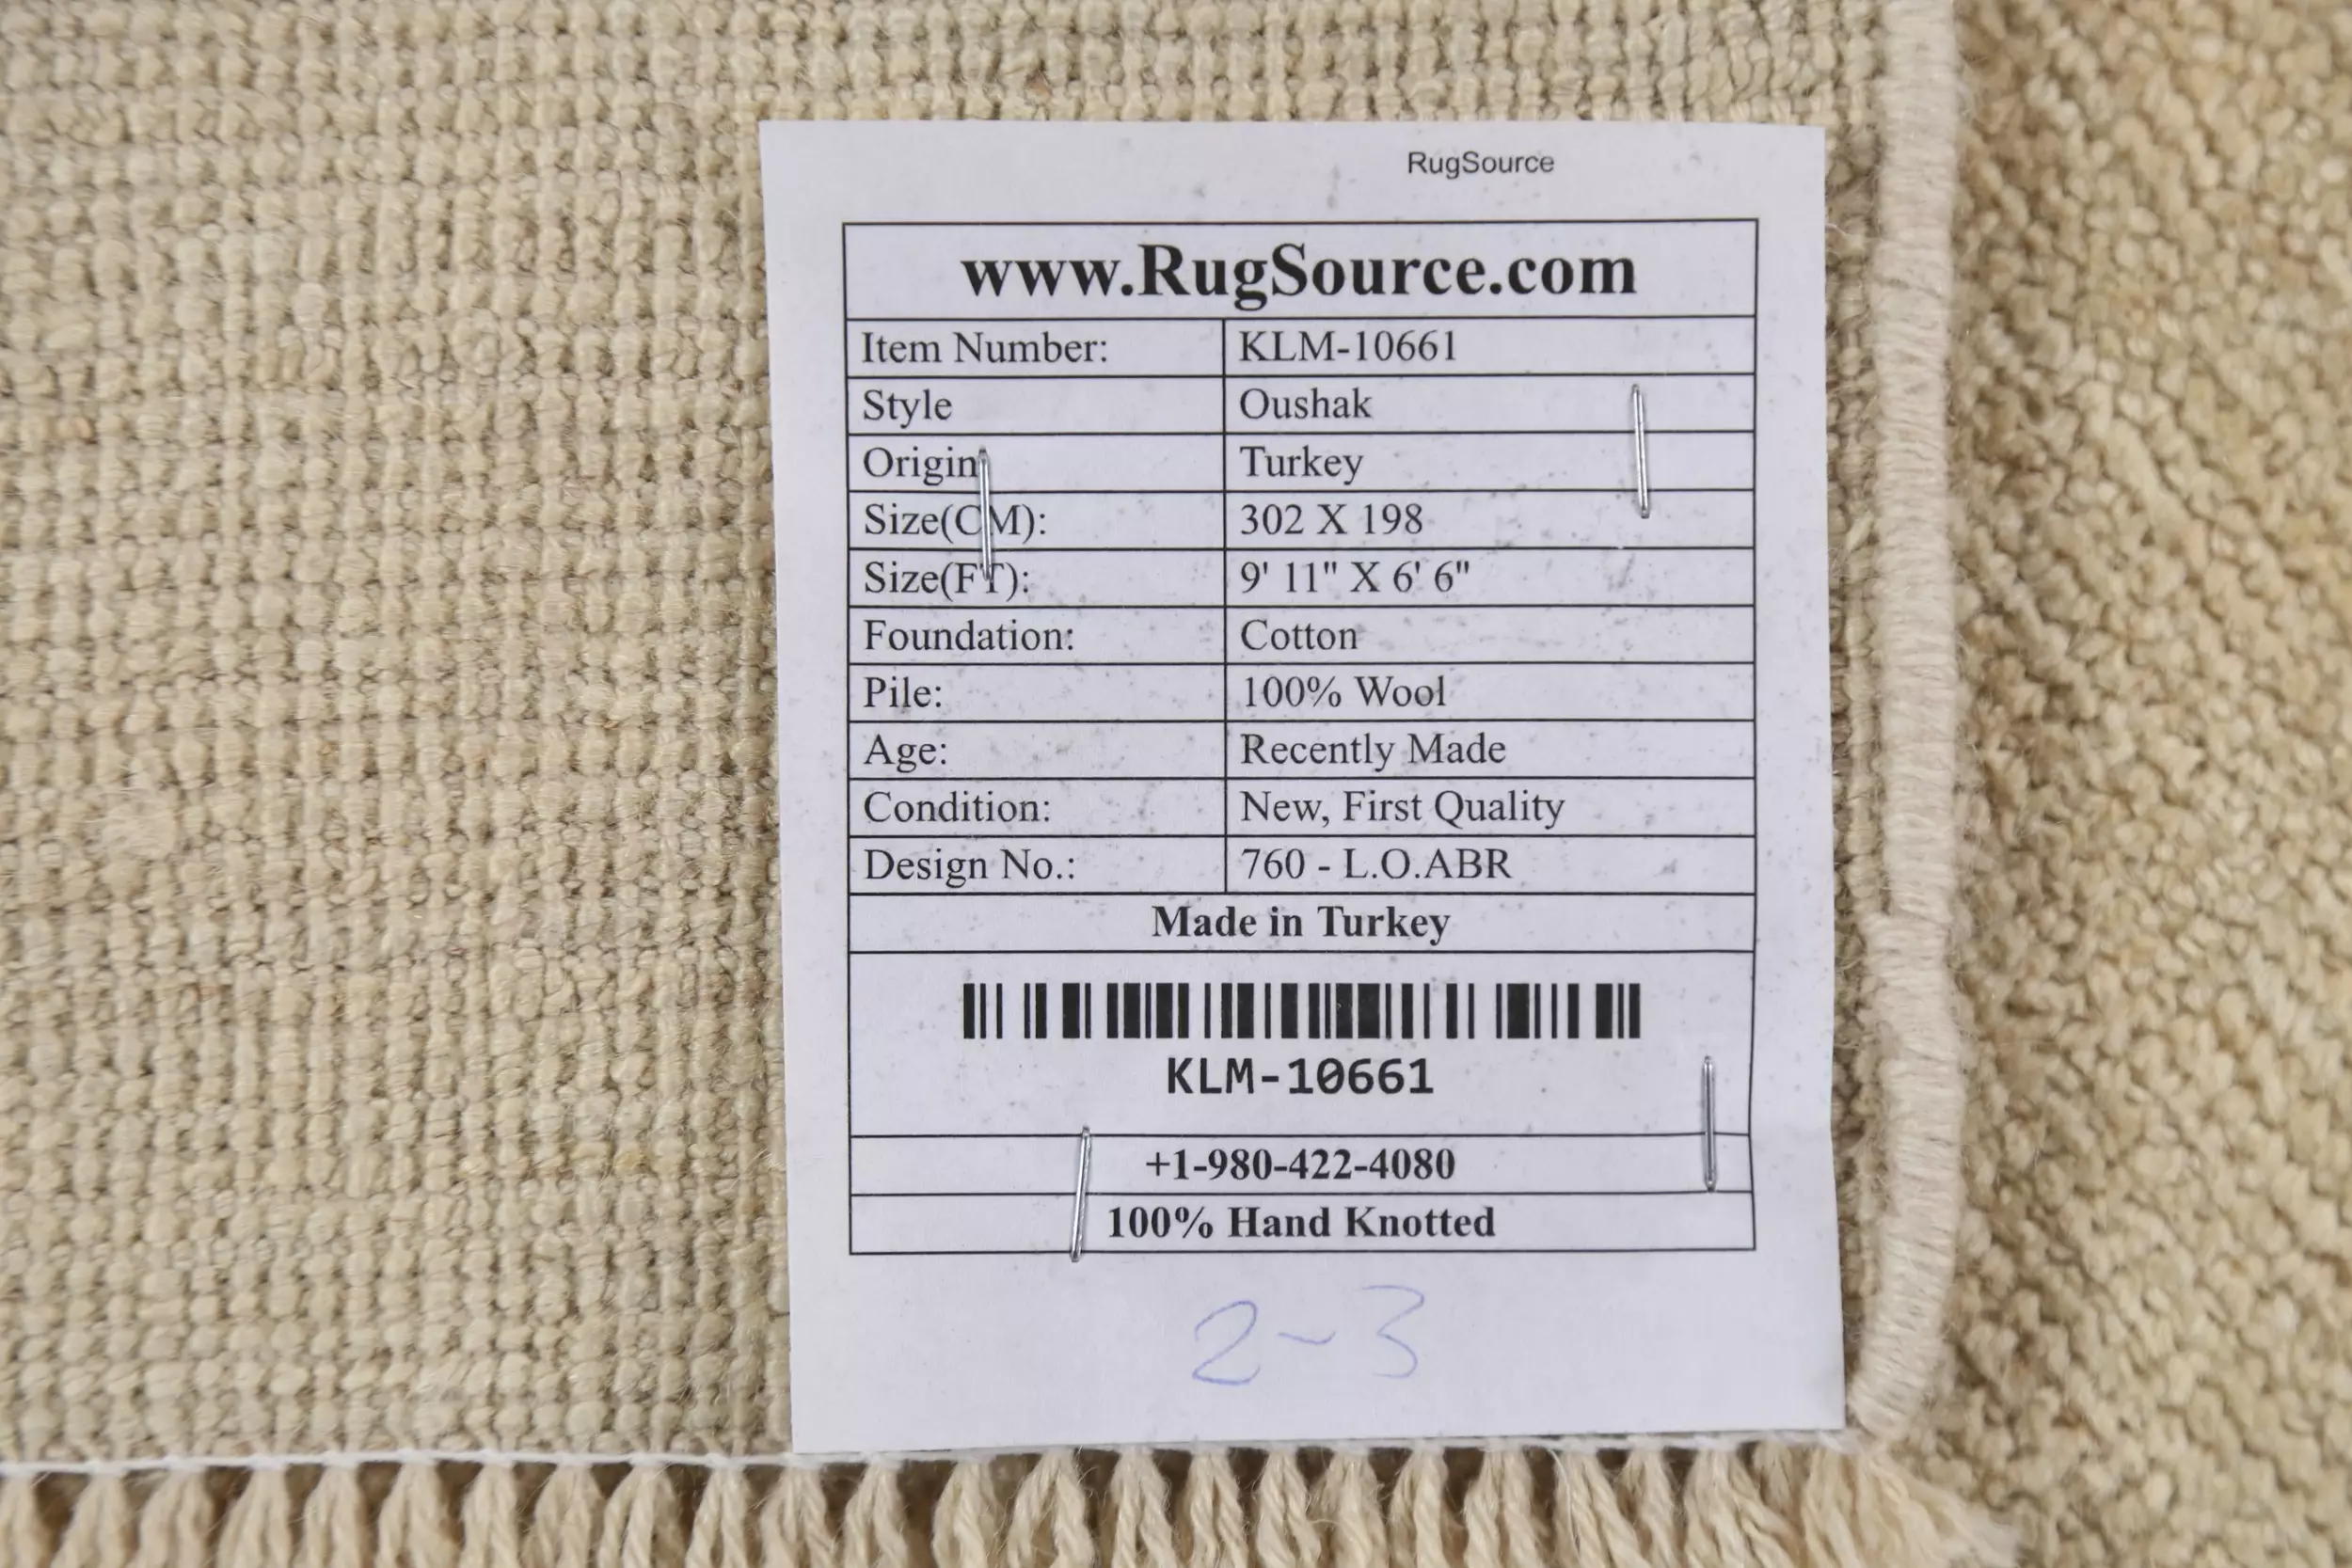 RugSource
www.RugSource.com
Item Number: KLM-10661
Style Oushak
Origin Turkey
Size(CM): 302 X 198
Size(FT): 9' 11" X 6' 6"
Foundation: Cotton
Pile: 100% Wool
Age: Recently Made
Condition: New, First Quality
Design No.: 760 - L.O.ABR
Made in Turkey
KLM-10661
+1-980-422-4080
100% Hand Knotted
2-3